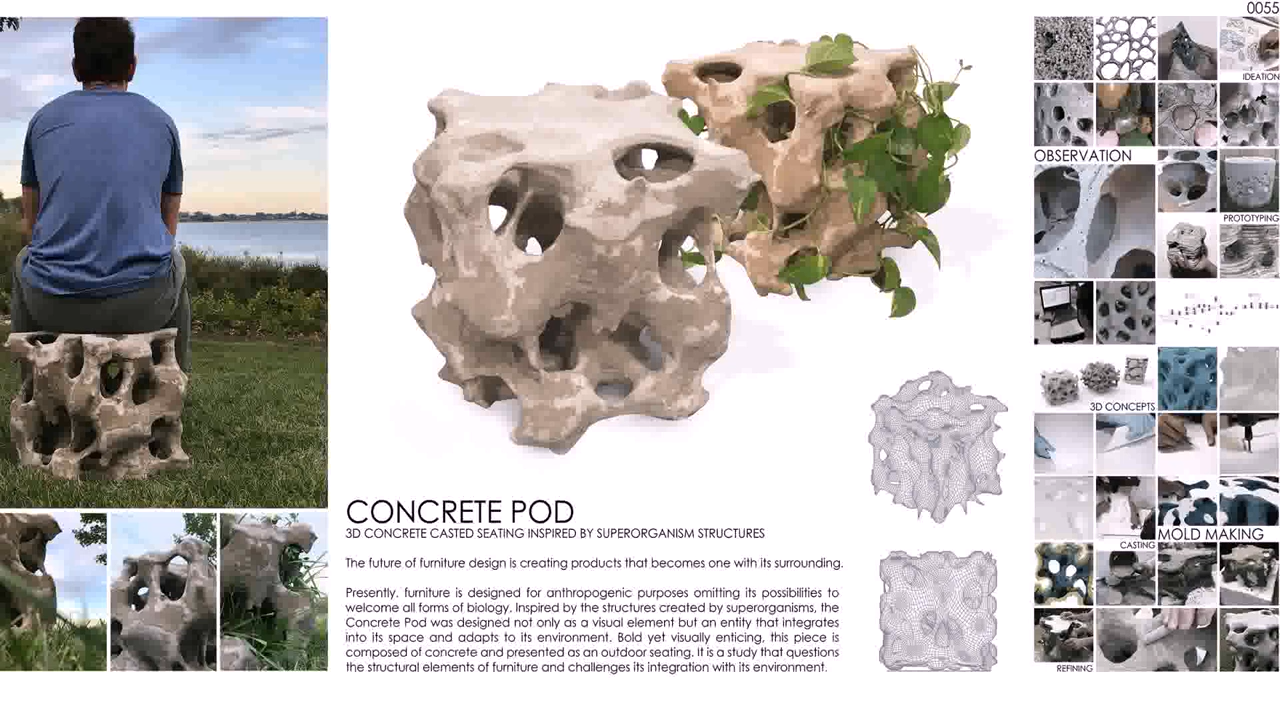 0055
IDEATION
OBSERVATION
PROTOTYPING
3D CONCEPTS
MOLD MAKING
CASTING
REFINING
CONCRETE POD
3D CONCRETE CASTED SEATING INSPIRED BY SUPERORGANISM STRUCTURES
The future of furniture design is creating products that becomes one with its surrounding.
Presently, furniture is designed for anthropogenic purposes omitting its possibilities to
welcome all forms of biology. Inspired by the structures created by superorganisms, the
Concrete Pod was designed not only as a visual element but an entity that integrates
into its space and adapts to its environment. Bold yet visually enticing, this piece is
composed of concrete and presented as an outdoor seating. It is a study that questions
the structural elements of furniture and challenges its integration with its environment.